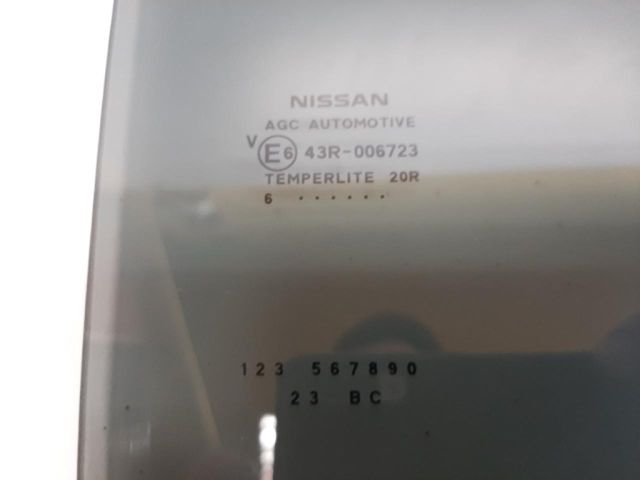 NISSAN
AGC AUTOMOTIVE
V E6 43R-006723
TEMPERLITE 20R
6 · · · · · ·
123 567890
23 BC